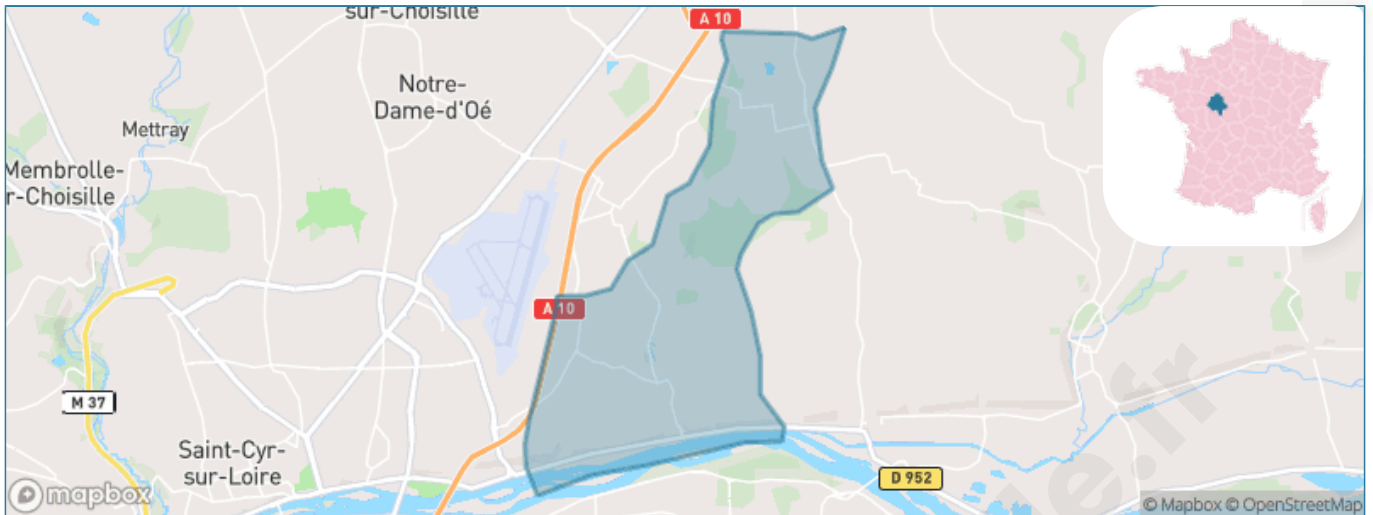 sur-Choisille
A 10
Notre-
Dame-d'Oé
Mettray
Membrolle-
r-Choisille
A 10
M 37
Saint-Cyr-
sur-Loire
D 952
mapbox
© Mapbox © OpenStreetMap